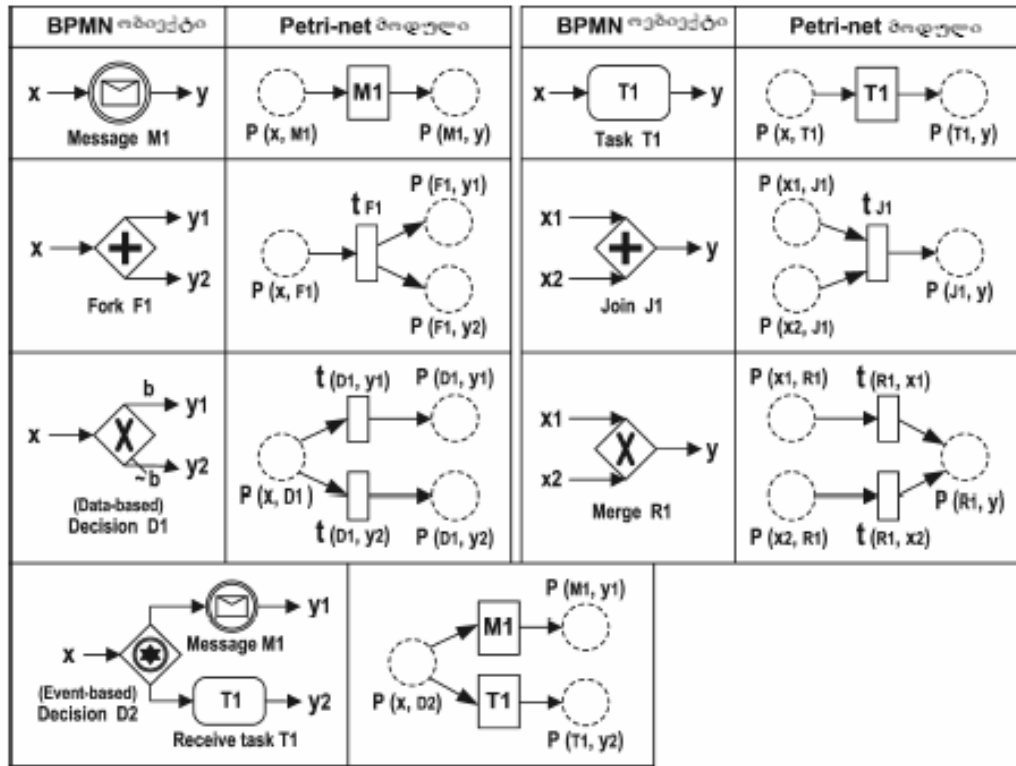 BPMN ობიექტი
Petri-net მოდული
BPMN ობიექტი
Petri-net მოდული
x
y
Message M1
M1
P (x, M1)
P (M1, y)
x
T1
y
Task T1
T1
P (x, T1)
P (T1, y)
x
y1
y2
Fork F1
t F1
P (F1, y1)
P (x, F1)
P (F1, y2)
x1
x2
y
Join J1
P (x1, J1)
t J1
P (J1, y)
P (x2, J1)
b
x
X
y1
y2
~b
(Data-based)
Decision D1
t (D1, y1)
P (D1, y1)
P (x, D1)
t (D1, y2)
P (D1, y2)
x1
x2
X
y
Merge R1
P (x1, R1)
t (R1, x1)
P (R1, y)
P (x2, R1)
t (R1, x2)
x
y1
Message M1
(Event-based)
Decision D2
T1
y2
Receive task T1
P (M1, y1)
M1
P (x, D2)
T1
P (T1, y2)